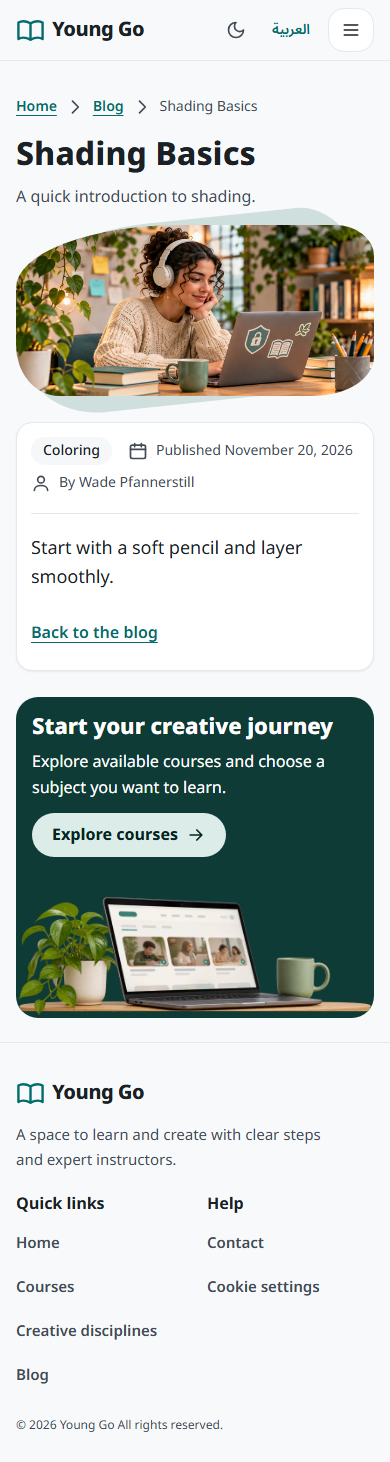 Young Go
العربية
Home > Blog > Shading Basics
Shading Basics
A quick introduction to shading.
Coloring
Published November 20, 2026
By Wade Pfannerstill
Start with a soft pencil and layer
smoothly.
Back to the blog
Start your creative journey
Explore available courses and choose a
subject you want to learn.
Explore courses →
Young Go
A space to learn and create with clear steps
and expert instructors.
Quick links
Home
Courses
Creative disciplines
Blog
Help
Contact
Cookie settings
© 2026 Young Go All rights reserved.